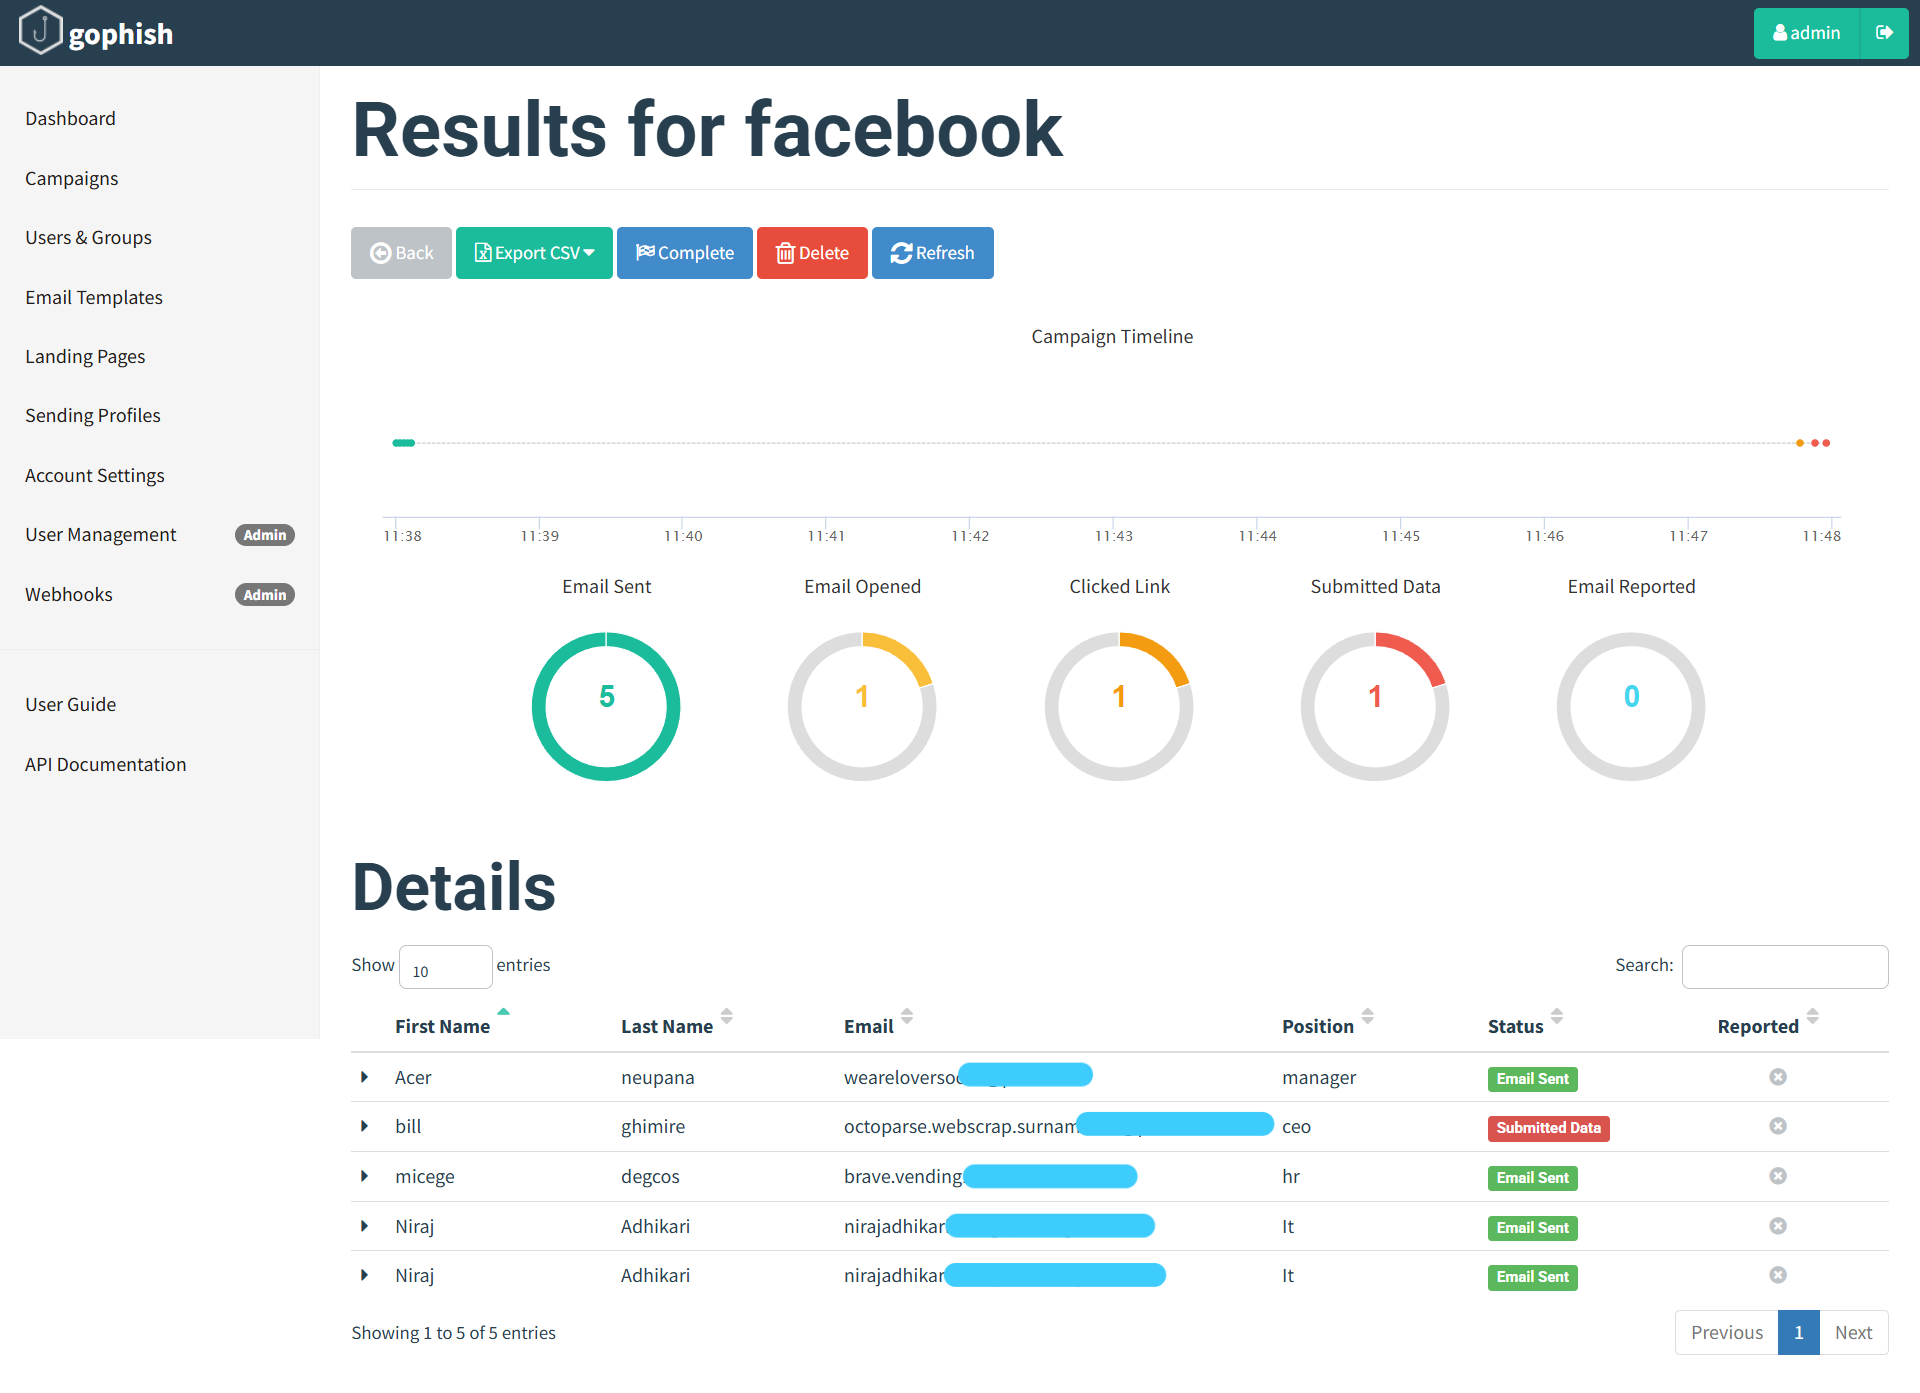 gophish
admin
Dashboard
Campaigns
Users & Groups
Email Templates
Landing Pages
Sending Profiles
Account Settings
User Management Admin
Webhooks Admin
User Guide
API Documentation
Results for facebook
Back Export CSV Complete Delete Refresh
Campaign Timeline
11:38 11:39 11:40 11:41 11:42 11:43 11:44 11:45 11:46 11:47 11:48
Email Sent Email Opened Clicked Link Submitted Data Email Reported
5 1 1 1 0
Details
Show 10 entries Search:
First Name Last Name Email Position Status Reported
Acer neupana weareloversoc manager Email Sent
bill ghimire octoparse.webscrap.surnam ceo Submitted Data
micege degcos brave.vending hr Email Sent
Niraj Adhikari nirajadhikar It Email Sent
Niraj Adhikari nirajadhikar It Email Sent
Showing 1 to 5 of 5 entries Previous 1 Next